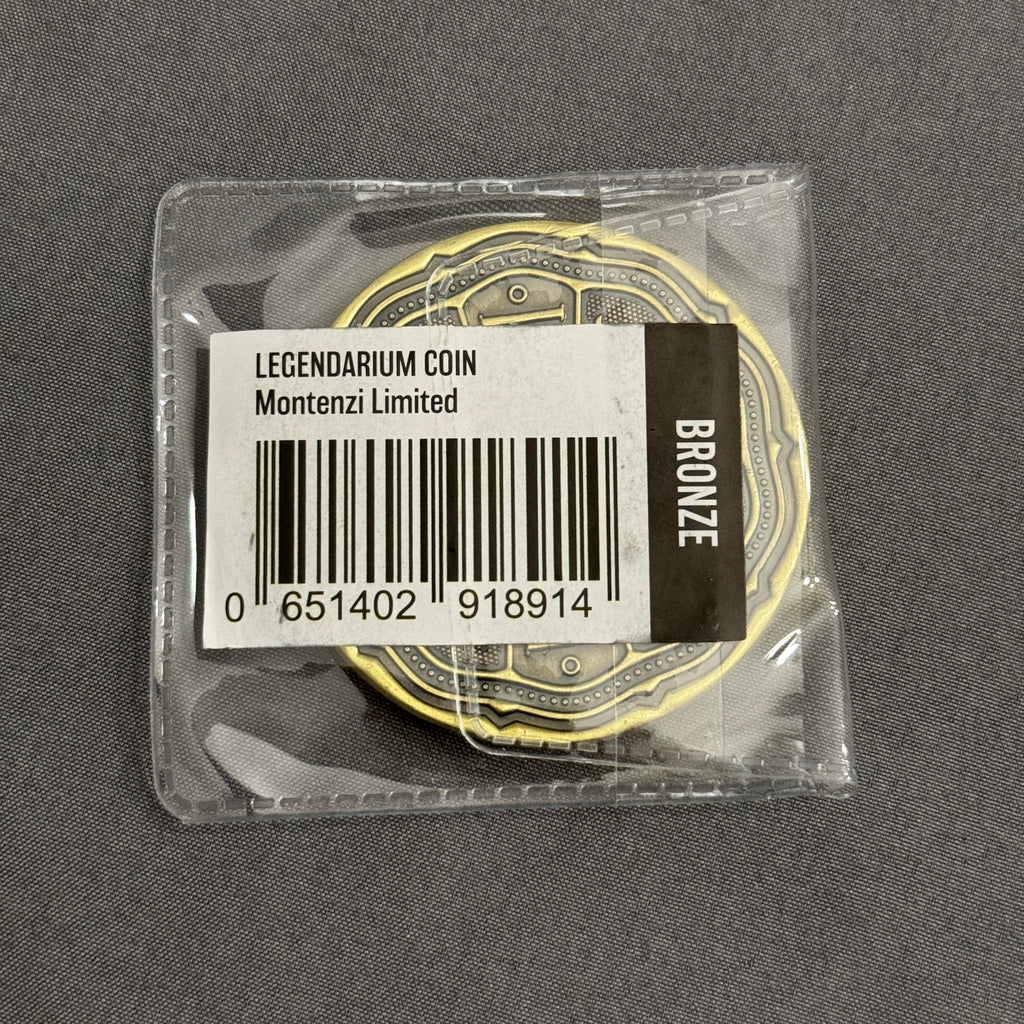 LEGENDARIUM COIN
Montenzi Limited
0 651402 918914
BRONZE